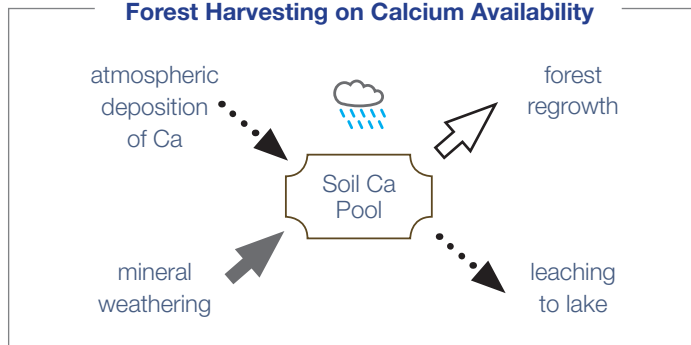 Forest Harvesting on Calcium Availability
atmospheric
deposition
of Ca
forest
regrowth
Soil Ca
Pool
mineral
weathering
leaching
to lake